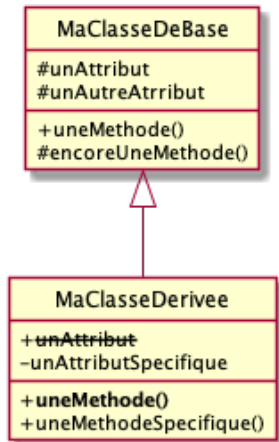 MaClasseDeBase
#unAttribut
#unAutreAtrribut
+uneMethode()
#encoreUneMethode()
MaClasseDerivee
+unAttribut
-unAttributSpecifique
+uneMethode()
+uneMethodeSpecifique()